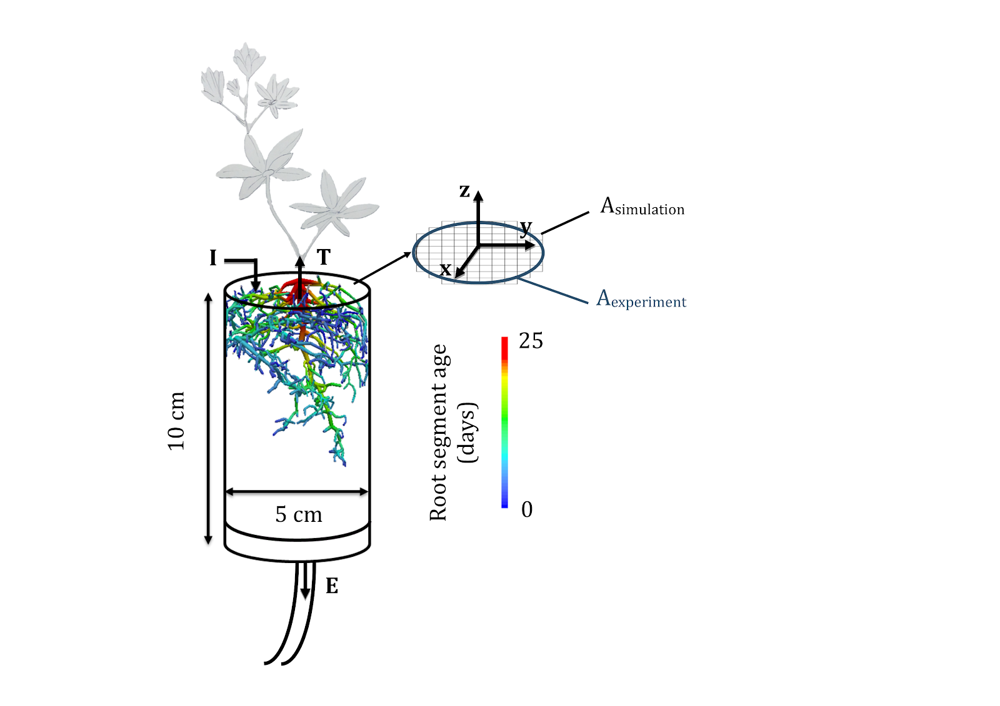 z
Asimulation
y
I
T
x
Aexperiment
10 cm
Root segment age
(days)
25
0
5 cm
E